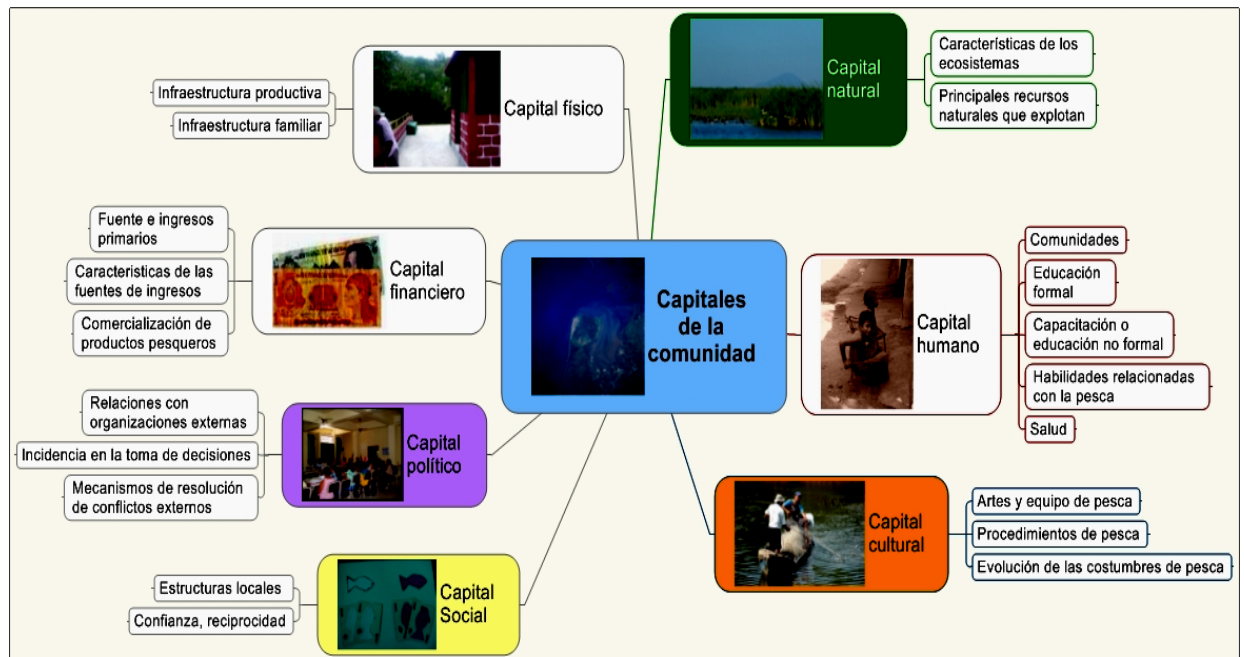 Capitales
de la
comunidad
Capital físico
Infraestructura productiva
Infraestructura familiar
Capital
natural
Características de los
ecosistemas
Principales recursos
naturales que explotan
Capital
financiero
Fuente e ingresos
primarios
Caracteristicas de las
fuentes de ingresos
Comercialización de
productos pesqueros
Capital
humano
Comunidades
Educación
formal
Capacitación o
educación no formal
Habilidades relacionadas
con la pesca
Salud
Capital
político
Relaciones con
organizaciones externas
Incidencia en la toma de decisiones
Mecanismos de resolución
de conflictos externos
Capital
cultural
Artes y equipo de pesca
Procedimientos de pesca
Evolución de las costumbres de pesca
Capital
Social
Estructuras locales
Confianza, reciprocidad